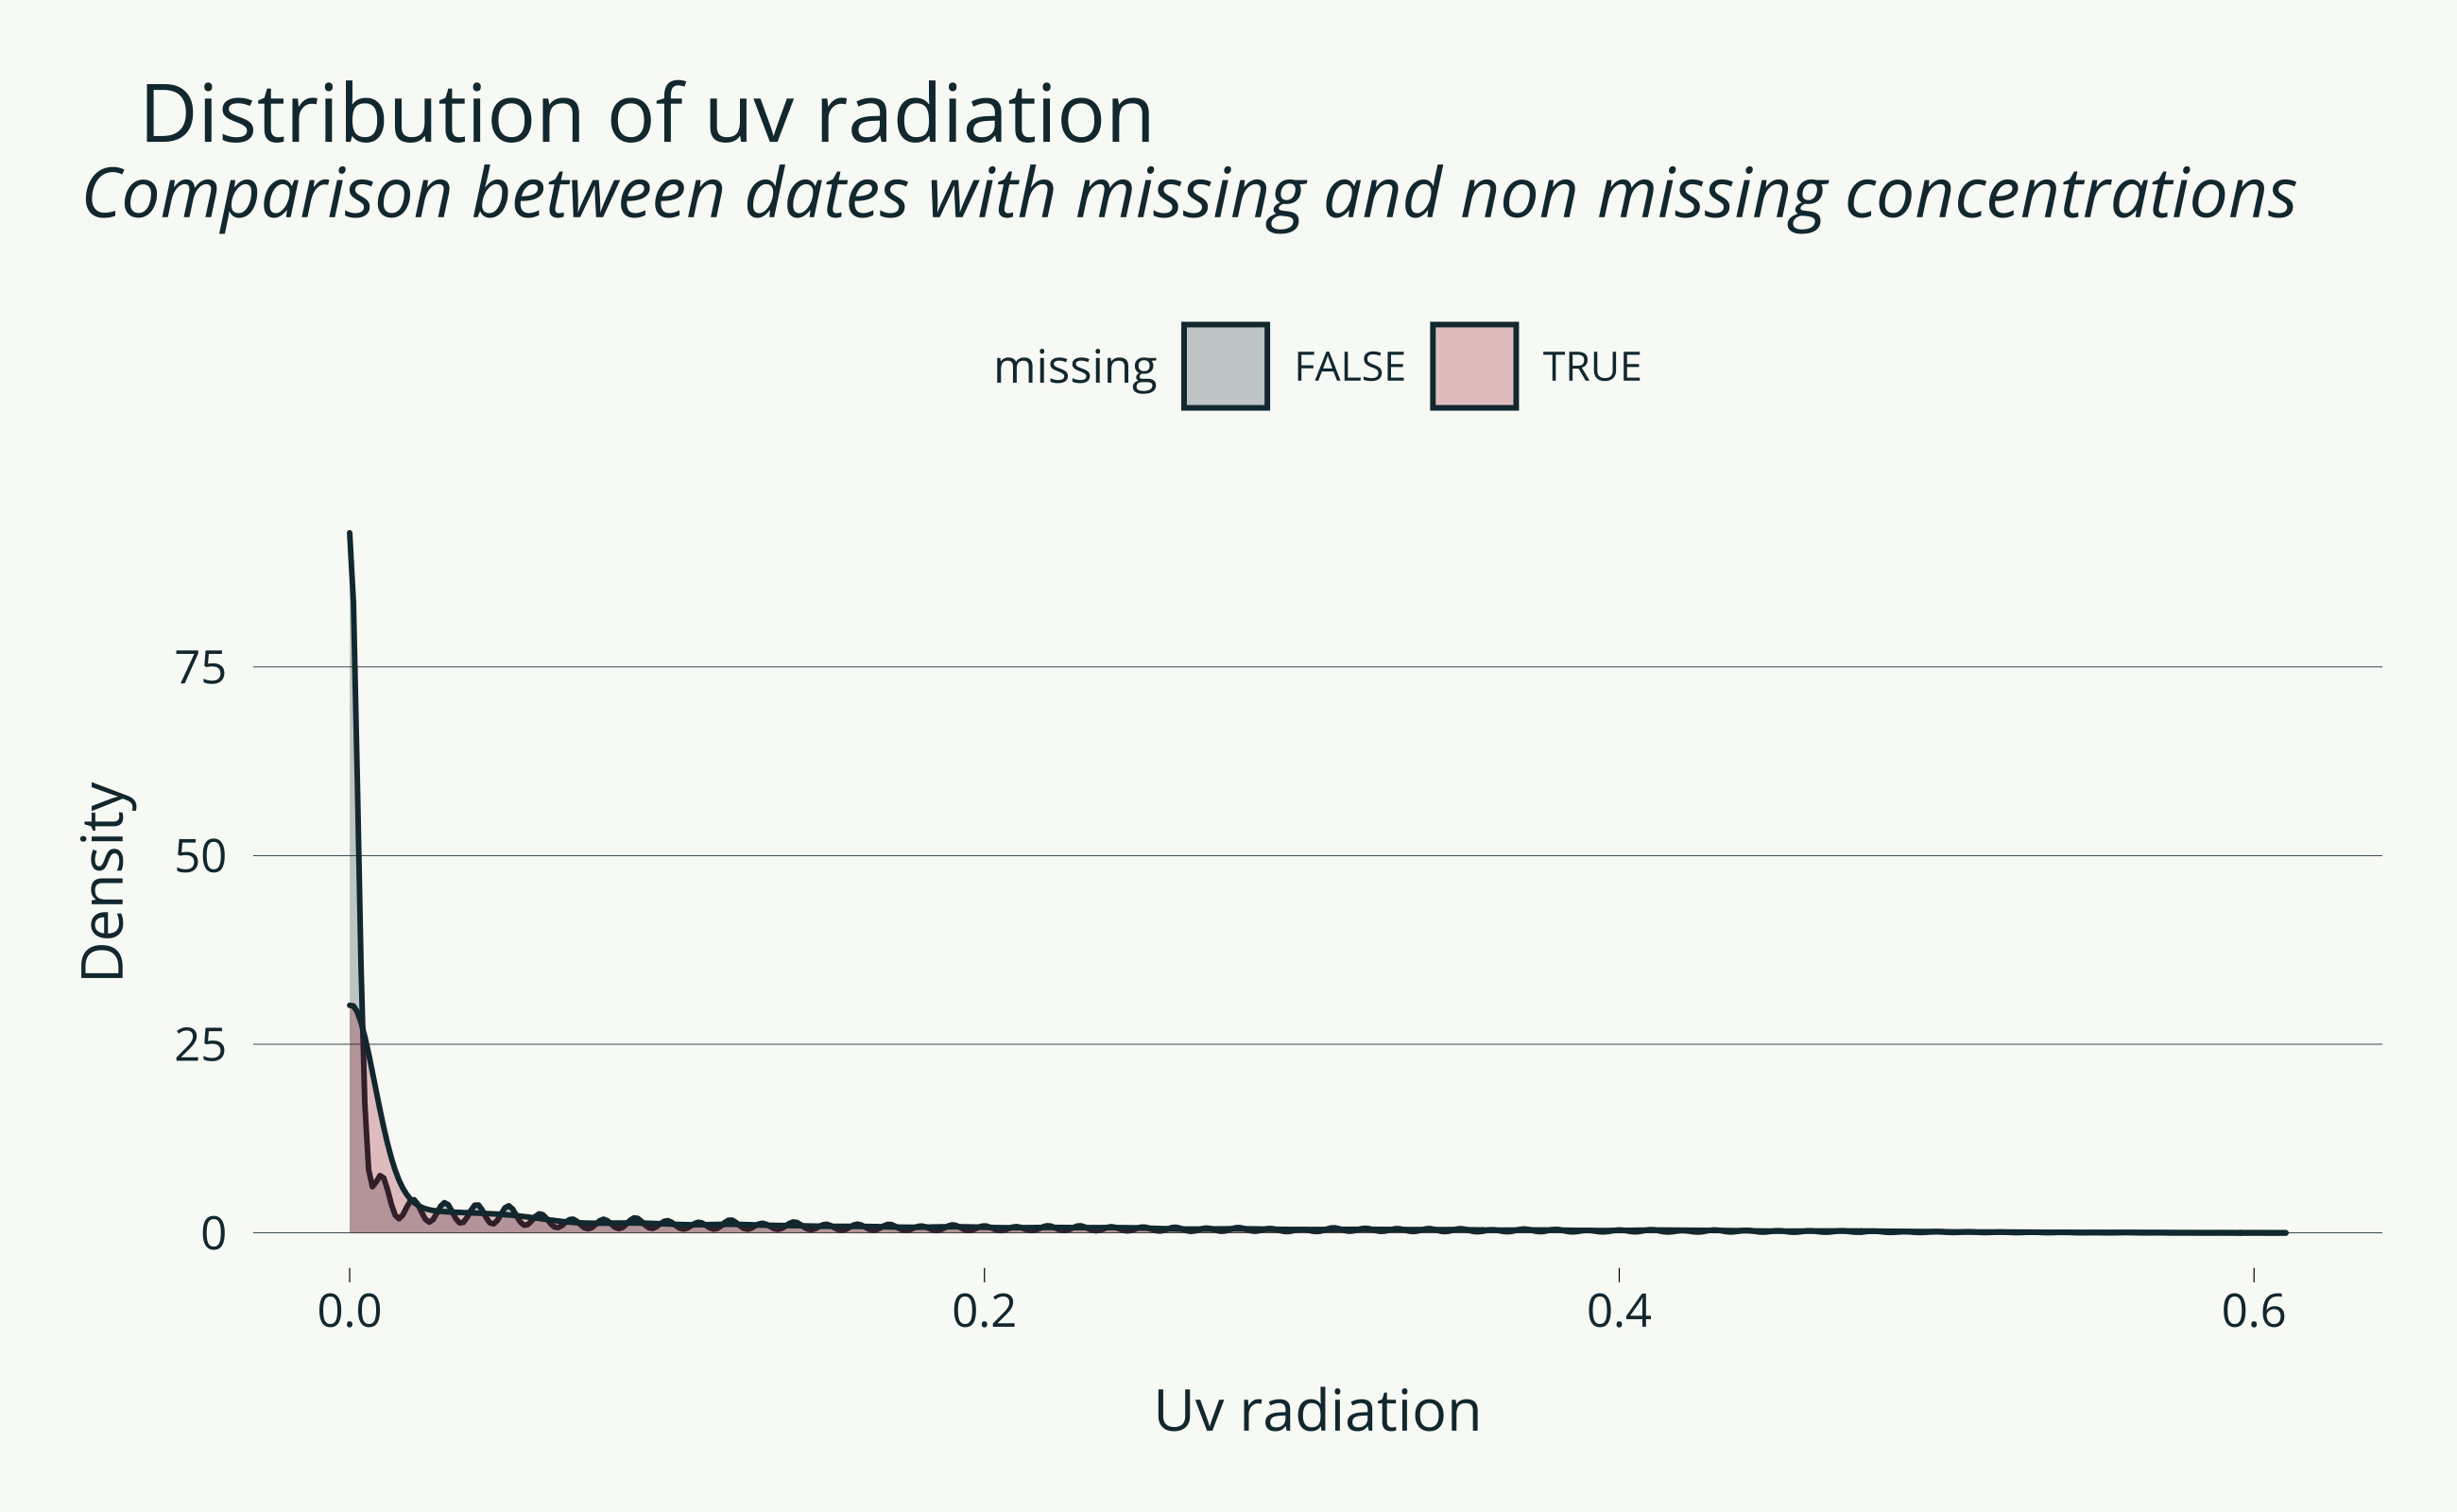 Distribution of uv radiation
Comparison between dates with missing and non missing concentrations
missing FALSE TRUE
75
50
25
0
Density
0.0 0.2 0.4 0.6
Uv radiation